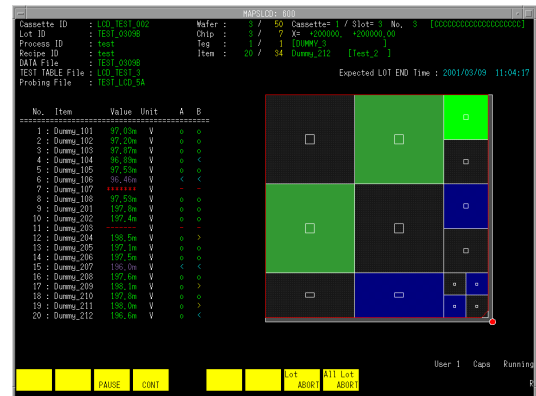 MAPSLCD: 600
Cassette ID : LCD_TEST_002 Wafer : 3 / 50 Cassette= 1 / Slot= 3 No. 3 [CCCCCCCCCCCCCCCCCCCC]
Lot ID : TEST_0309B Chip : 3 / 7 X= +200000, +200000,00
Process ID : test Teg : 1 / 1 [DUMMY_3 ]
Recipe ID : test Item : 20 / 34 Dummy_212 [Test_2 ]
DATA File : TEST_0309B
TEST TABLE File : LCD_TEST_3 Expected LOT END Time : 2001/03/09 11:04:17
Probing File : TEST_LCD_5A
No. Item Value Unit A B
1 : Dummy_101 97.03m V o o
2 : Dummy_102 97.20m V o o
3 : Dummy_103 97.07m V o o
4 : Dummy_104 96.89m V o <
5 : Dummy_105 97.53m V o o
6 : Dummy_106 96.46m V < <
7 : Dummy_107 ******* V - -
8 : Dummy_108 97.53m V o o
9 : Dummy_201 197.8m V o o
10 : Dummy_202 197.4m V o o
11 : Dummy_203 ------- V - -
12 : Dummy_204 198.5m V o >
13 : Dummy_205 197.1m V o o
14 : Dummy_206 197.5m V o o
15 : Dummy_207 196.0m V < <
16 : Dummy_208 197.6m V o o
17 : Dummy_209 198.1m V o >
18 : Dummy_210 197.8m V o o
19 : Dummy_211 198.0m V o >
20 : Dummy_212 196.6m V o <
User 1 Caps Running
PAUSE CONT Lot ABORT All Lot ABORT R